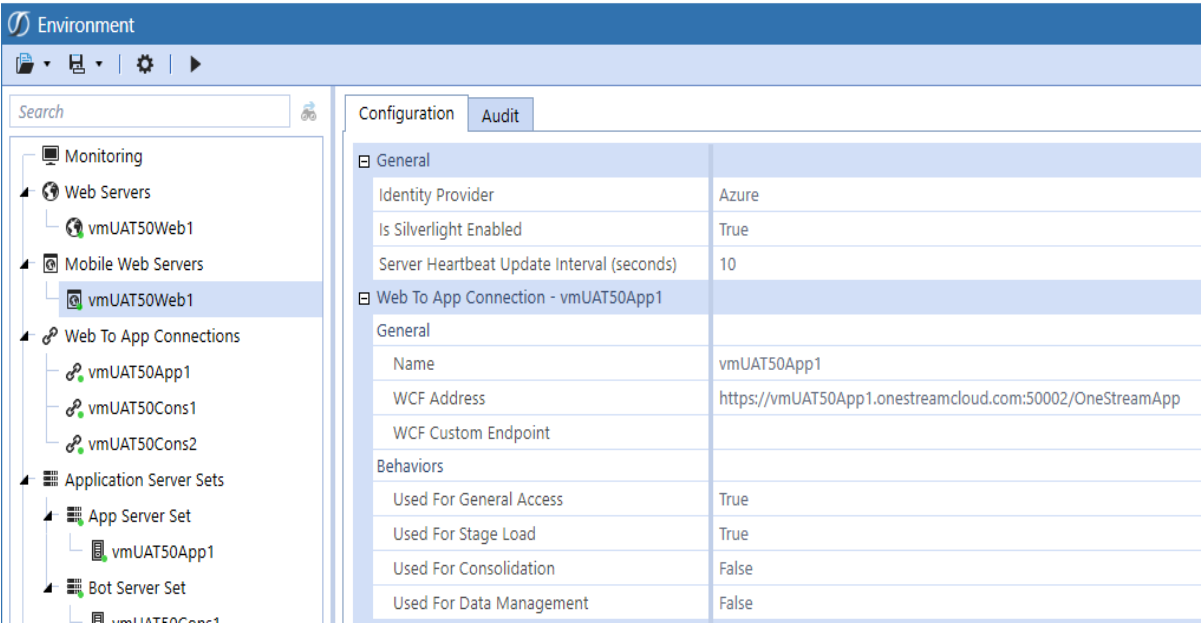 Environment
Search
Monitoring
Web Servers
vmUAT50Web1
Mobile Web Servers
vmUAT50Web1
Web To App Connections
vmUAT50App1
vmUAT50Cons1
vmUAT50Cons2
Application Server Sets
App Server Set
vmUAT50App1
Bot Server Set
vmUAT50Cons1
Configuration Audit
General
Identity Provider Azure
Is Silverlight Enabled True
Server Heartbeat Update Interval (seconds) 10
Web To App Connection - vmUAT50App1
General
Name vmUAT50App1
WCF Address https://vmUAT50App1.onestreamcloud.com:50002/OneStreamApp
WCF Custom Endpoint
Behaviors
Used For General Access True
Used For Stage Load True
Used For Consolidation False
Used For Data Management False